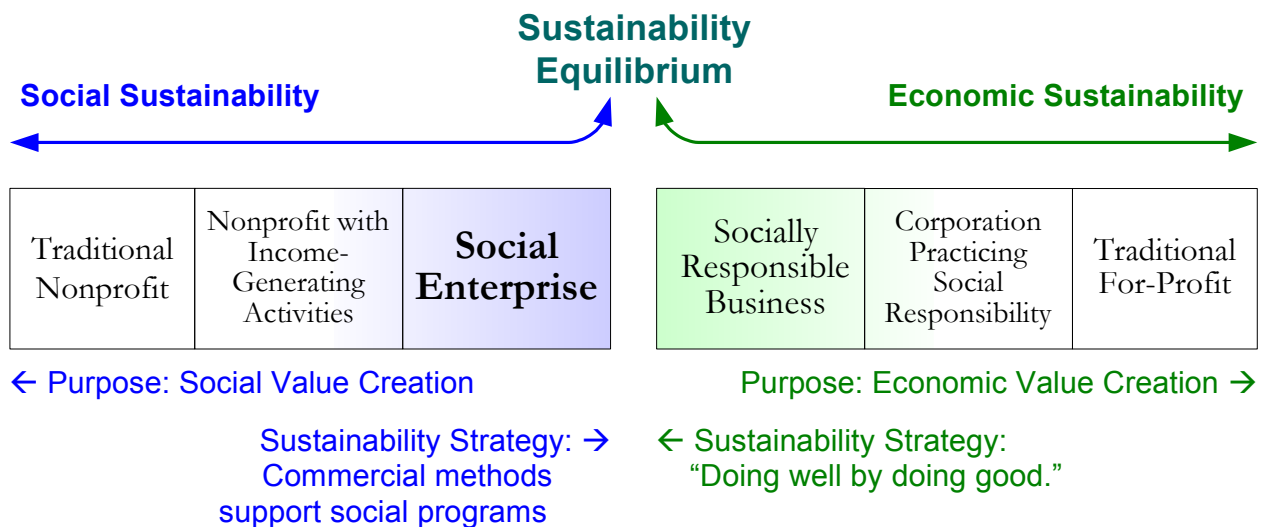 Sustainability
Equilibrium
Social Sustainability
Economic Sustainability
Traditional
Nonprofit
Nonprofit with
Income-
Generating
Activities
Social
Enterprise
Socially
Responsible
Business
Corporation
Practicing
Social
Responsibility
Traditional
For-Profit
← Purpose: Social Value Creation
Purpose: Economic Value Creation →
Sustainability Strategy: →
Commercial methods
support social programs
← Sustainability Strategy:
“Doing well by doing good.”